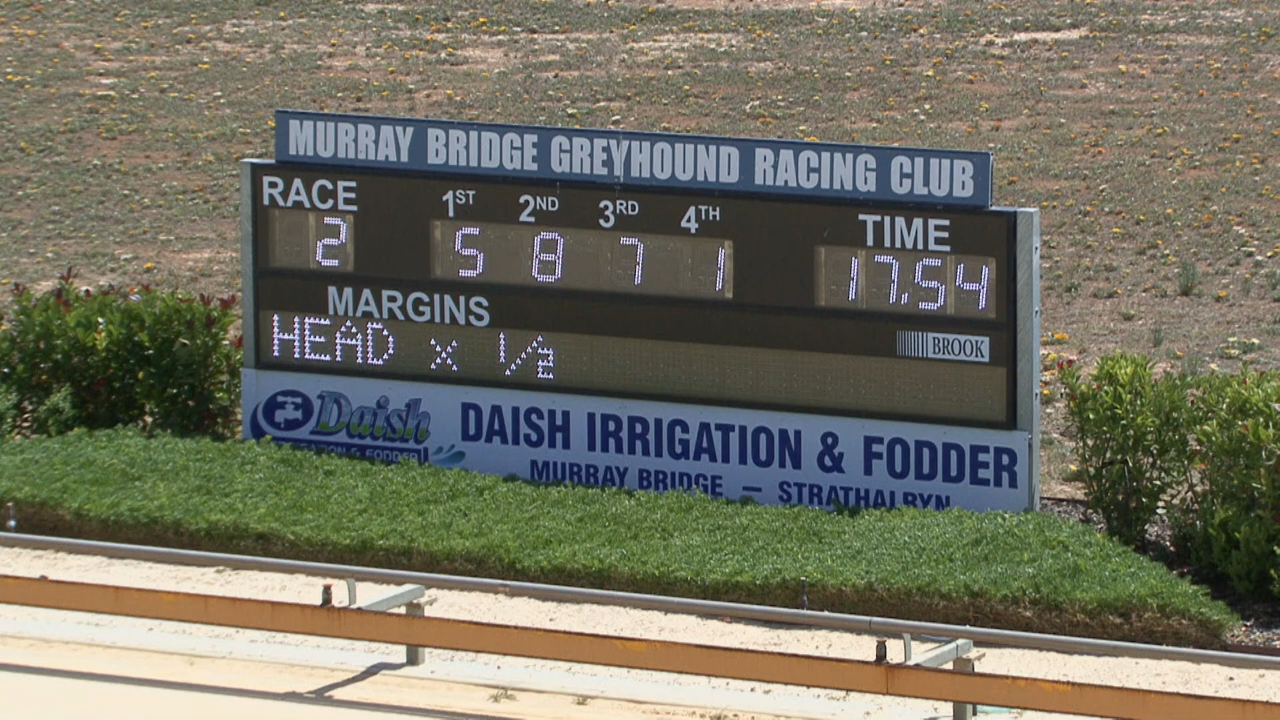 MURRAY BRIDGE GREYHOUND RACING CLUB
RACE 1ST 2ND 3RD 4TH TIME
2 5 8 7 1 17.54
MARGINS
HEAD x 1/2
BROOK
Daish
& FODDER
DAISH IRRIGATION & FODDER
MURRAY BRIDGE — STRATHALBYN